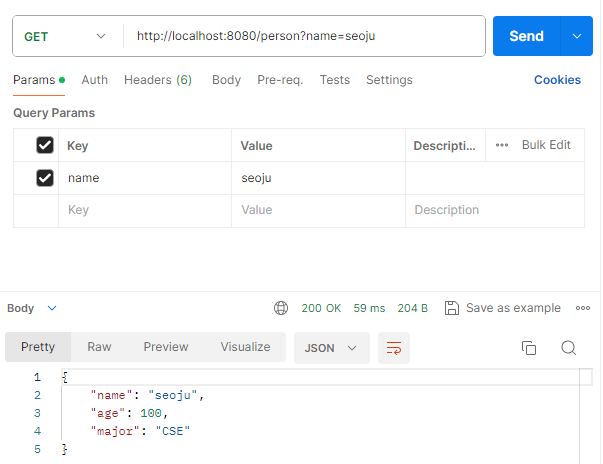 GET http://localhost:8080/person?name=seoju Send
Params Auth Headers (6) Body Pre-req. Tests Settings Cookies
Query Params
Key Value Descripti... Bulk Edit
name seoju
Key Value Description
Body 200 OK 59 ms 204 B Save as example
Pretty Raw Preview Visualize JSON
1 {
2 "name": "seoju",
3 "age": 100,
4 "major": "CSE"
5 }